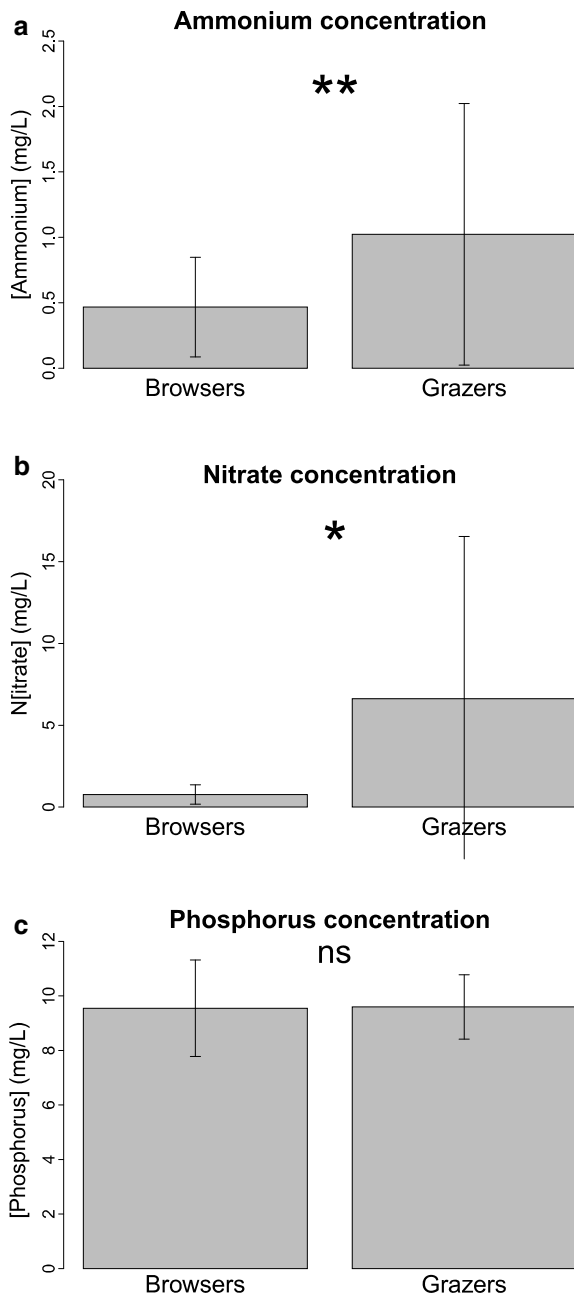 a
Ammonium concentration
[Ammonium] (mg/L)
2.5
2.0
1.5
1.0
0.5
0.0
**
Browsers
Grazers
b
Nitrate concentration
N[itrate] (mg/L)
20
15
10
5
0
*
Browsers
Grazers
c
Phosphorus concentration
ns
[Phosphorus] (mg/L)
12
10
8
6
4
2
0
Browsers
Grazers